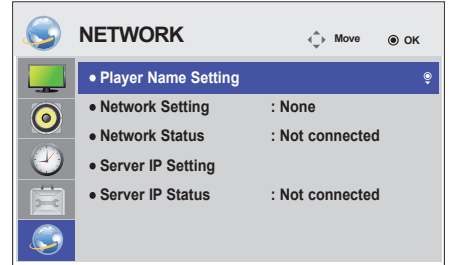 NETWORK Move OK
● Player Name Setting
● Network Setting : None
● Network Status : Not connected
● Server IP Setting
● Server IP Status : Not connected